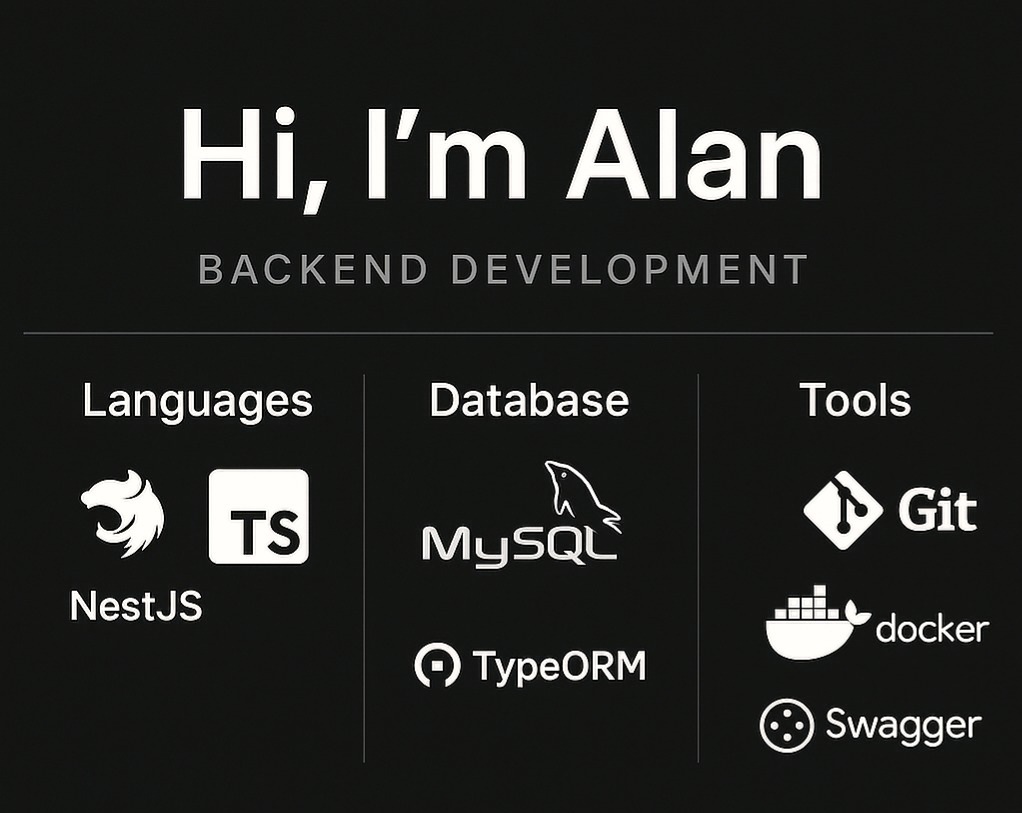 Hi, I’m Alan
BACKEND DEVELOPMENT
Languages
TS
NestJS
Database
MySQL
TypeORM
Tools
Git
docker
Swagger